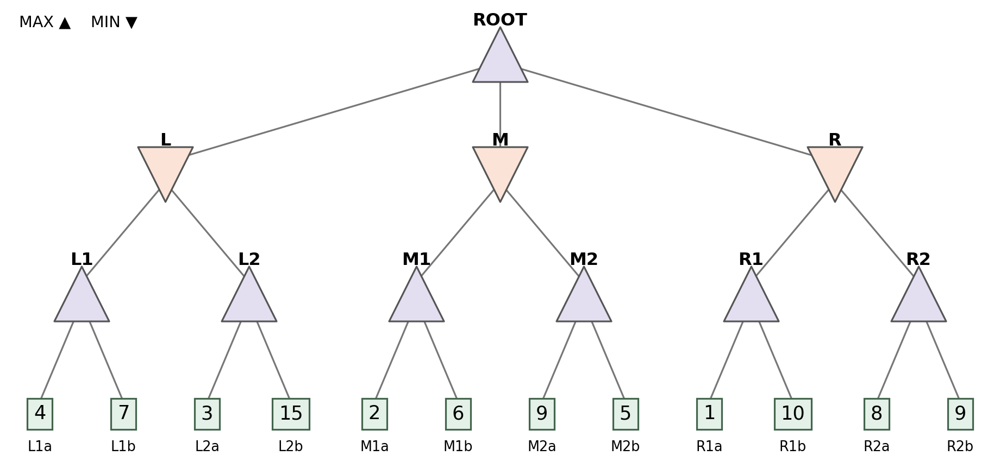 MAX ▲ MIN ▼
ROOT
L M R
L1 L2 M1 M2 R1 R2
4 7 3 15 2 6 9 5 1 10 8 9
L1a L1b L2a L2b M1a M1b M2a M2b R1a R1b R2a R2b